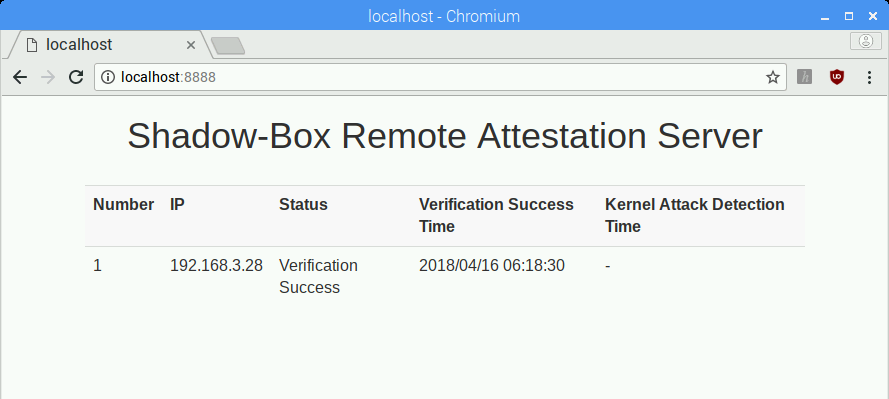 localhost - Chromium
localhost
localhost:8888
Shadow-Box Remote Attestation Server
Number IP Status Verification Success Time Kernel Attack Detection Time
1 192.168.3.28 Verification Success 2018/04/16 06:18:30 -